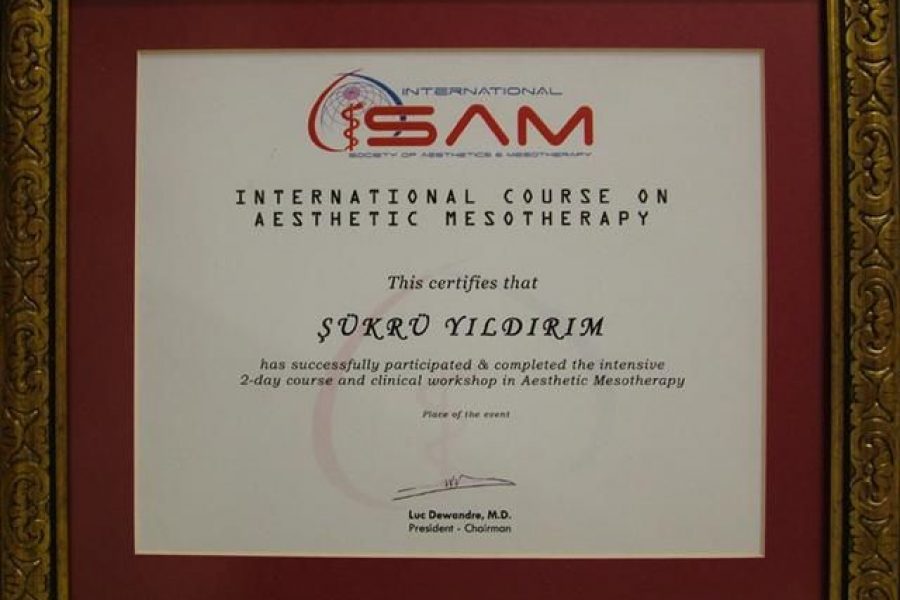 INTERNATIONAL
SAM
SOCIETY OF AESTHETICS & MESOTHERAPY
INTERNATIONAL COURSE ON
AESTHETIC MESOTHERAPY
This certifies that
ŞÜKRÜ YILDIRIM
has successfully participated & completed the intensive
2-day course and clinical workshop in Aesthetic Mesotherapy
Place of the event
Luc Dewandre, M.D.
President - Chairman